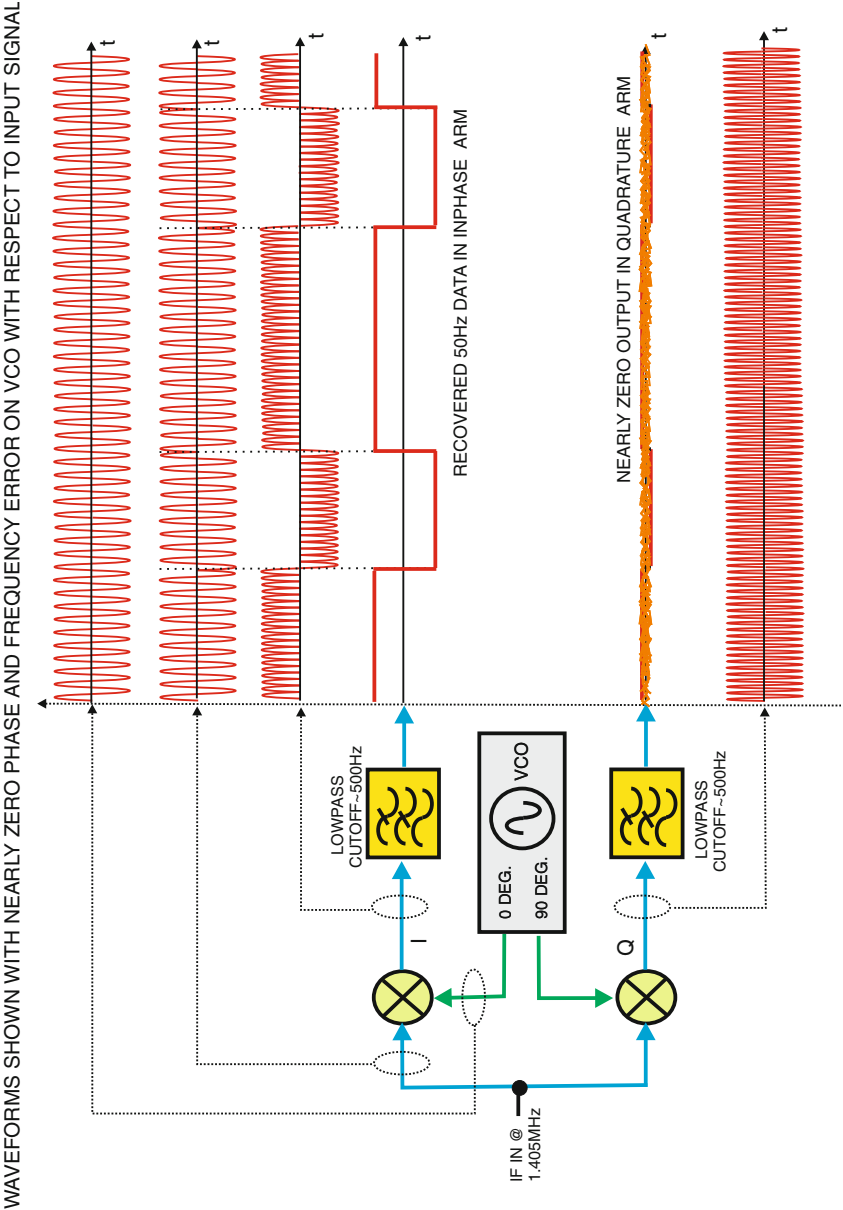 WAVEFORMS SHOWN WITH NEARLY ZERO PHASE AND FREQUENCY ERROR ON VCO WITH RESPECT TO INPUT SIGNAL
t
t
t
t
RECOVERED 50Hz DATA IN INPHASE ARM
LOWPASS
CUTOFF~500Hz
I
0 DEG.
90 DEG.
VCO
IF IN @
1.405MHz
Q
LOWPASS
CUTOFF~500Hz
NEARLY ZERO OUTPUT IN QUADRATURE ARM
t
t